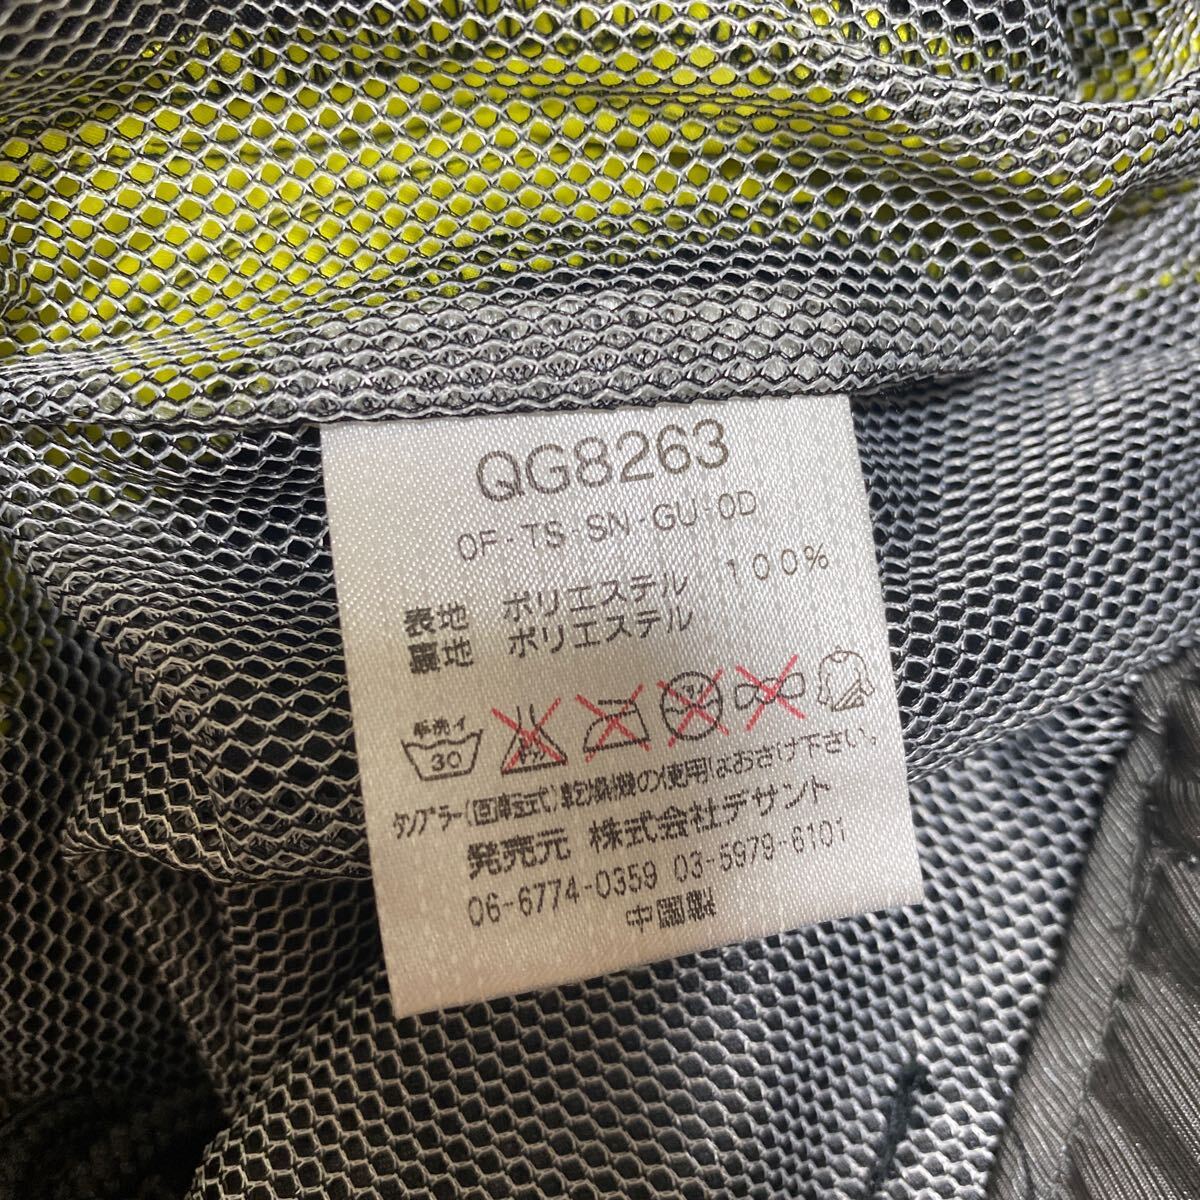 QG8263
OF-TS-SN-GU-OD
表地 ポリエステル 100%
裏地 ポリエステル
手洗イ
30
タンブラー(回転式)乾燥機の使用はおさけ下さい。
発売元 株式会社デサント
06-6774-0359 03-5979-6101
中国製